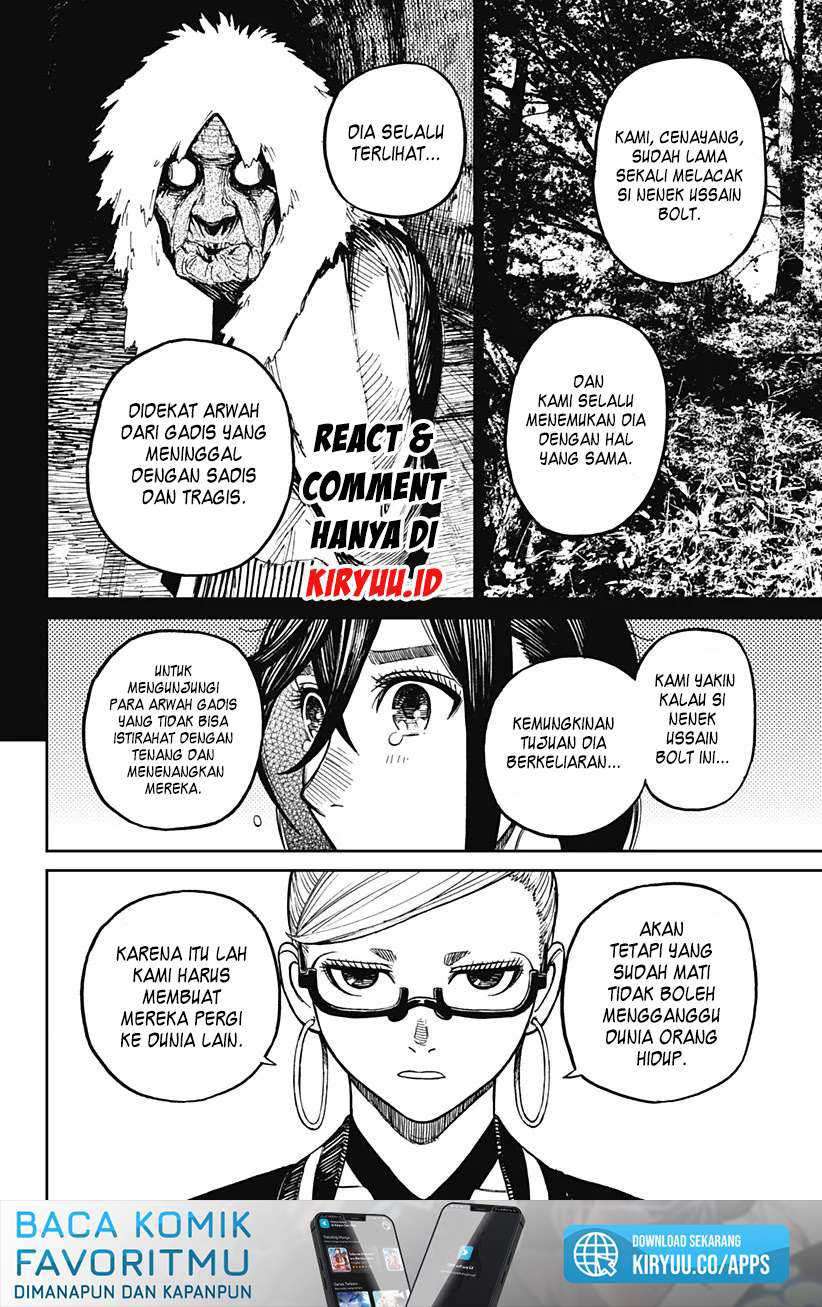 KAMI, CENAYANG,
SUDAH LAMA
SEKALI MELACAK
SI NENEK USSAIN
BOLT.
DAN
KAMI SELALU
MENEMUKAN DIA
DENGAN HAL
YANG SAMA.
DIA SELALU
TERLIHAT...
DIDEKAT ARWAH
DARI GADIS YANG
MENINGGAL
DENGAN SADIS
DAN TRAGIS.
REACT &
COMMENT
HANYA DI
KIRYUU.ID
KAMI YAKIN
KALAU SI
NENEK
USSAIN
BOLT INI...
KEMUNGKINAN
TUJUAN DIA
BERKELIARAN...
UNTUK
MENGUNJUNGI
PARA ARWAH GADIS
YANG TIDAK BISA
ISTIRAHAT DENGAN
TENANG DAN
MENENANGKAN
MEREKA.
AKAN
TETAPI YANG
SUDAH MATI
TIDAK BOLEH
MENGGANGGU
DUNIA ORANG
HIDUP.
KARENA ITU LAH
KAMI HARUS
MEMBUAT
MEREKA PERGI
KE DUNIA LAIN.
BACA KOMIK
FAVORITMU
DIMANAPUN DAN KAPANPUN
DOWNLOAD SEKARANG
KIRYUU.CO/APPS